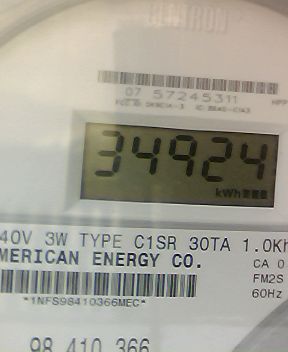 07 57245311
34924
kWh
40V 3W TYPE C1SR 30TA 1.0Kh
MERICAN ENERGY CO.
CA 0
FM2S
*1NFS98410366MEC*
60Hz
98 410 366